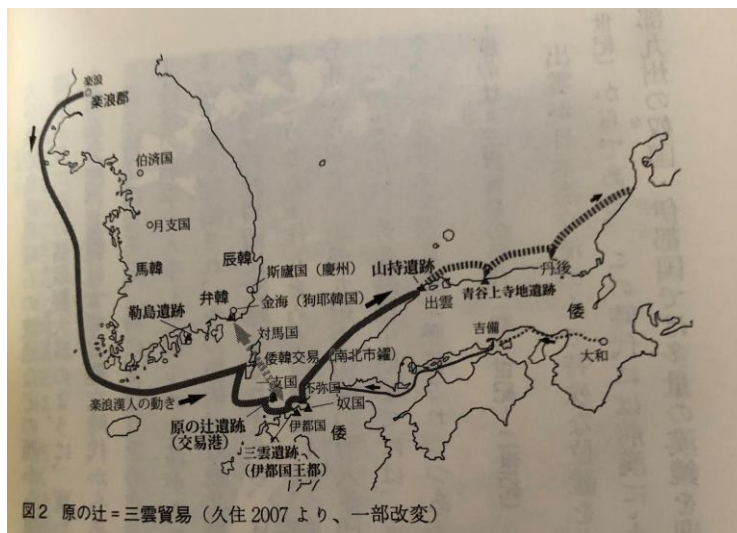 楽浪
楽浪郡
伯済国
月支国
馬韓
辰韓
斯盧国（慶州）
弁韓
金海（狗耶韓国）
勒島遺跡
対馬国
倭韓交易（南北市糴）
一支国
不弥国
奴国
伊都国
倭
楽浪漢人の動き
原の辻遺跡
（交易港）
三雲遺跡
（伊都国王都）
山持遺跡
出雲
青谷上寺地遺跡
丹後
倭
吉備
大和
図2 原の辻＝三雲貿易（久住2007より、一部改変）